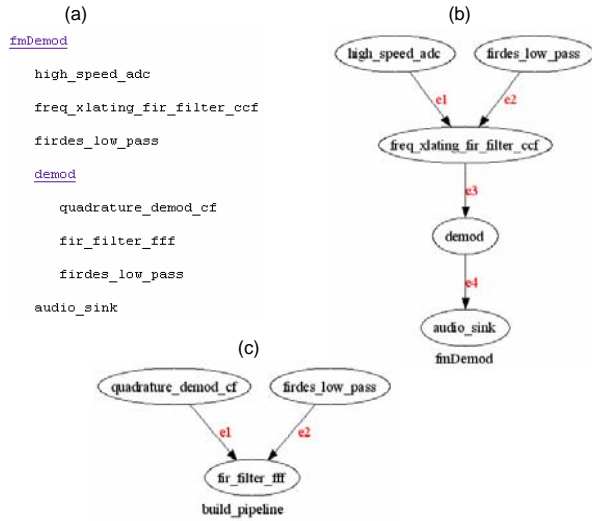 (a)
fmDemod
high_speed_adc
freq_xlating_fir_filter_ccf
firdes_low_pass
demod
quadrature_demod_cf
fir_filter_fff
firdes_low_pass
audio_sink
(b)
high_speed_adc
firdes_low_pass
e1
e2
freq_xlating_fir_filter_ccf
e3
demod
e4
audio_sink
fmDemod
(c)
quadrature_demod_cf
firdes_low_pass
e1
e2
fir_filter_fff
build_pipeline